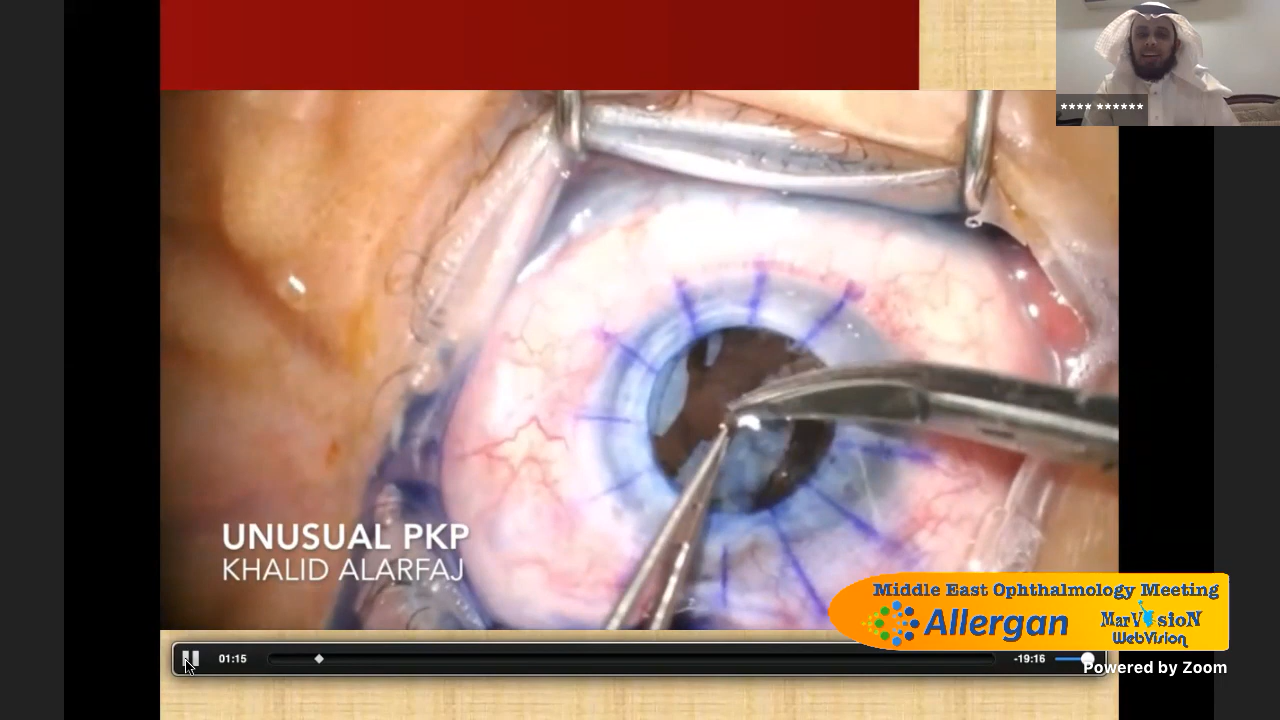 **** ******
UNUSUAL PKP
KHALID ALARFAJ
Middle East Ophthalmology Meeting
Allergan
MarVisioN
WebVision
01:15
-19:16
Powered by Zoom